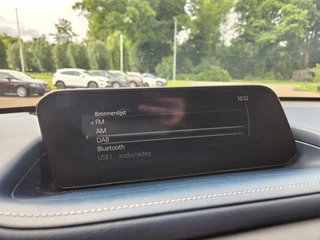 Bronnenlijst
10:52
FM
AM
DAB
Bluetooth
USB1 - audio/video